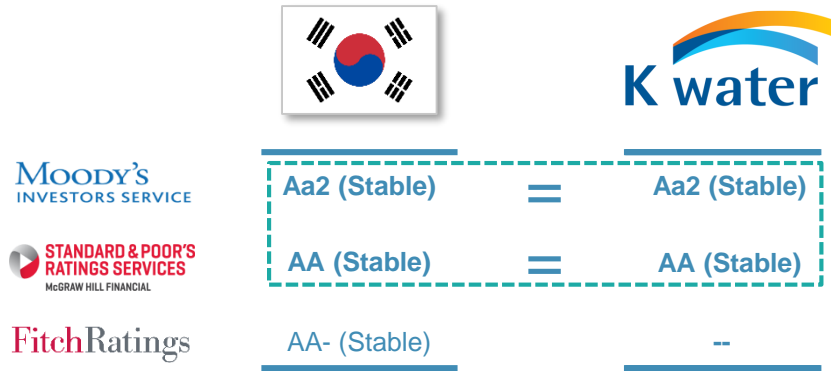 K water
MOODY'S
INVESTORS SERVICE
Aa2 (Stable) = Aa2 (Stable)
STANDARD & POOR'S
RATINGS SERVICES
McGRAW HILL FINANCIAL
AA (Stable) = AA (Stable)
FitchRatings AA- (Stable) --